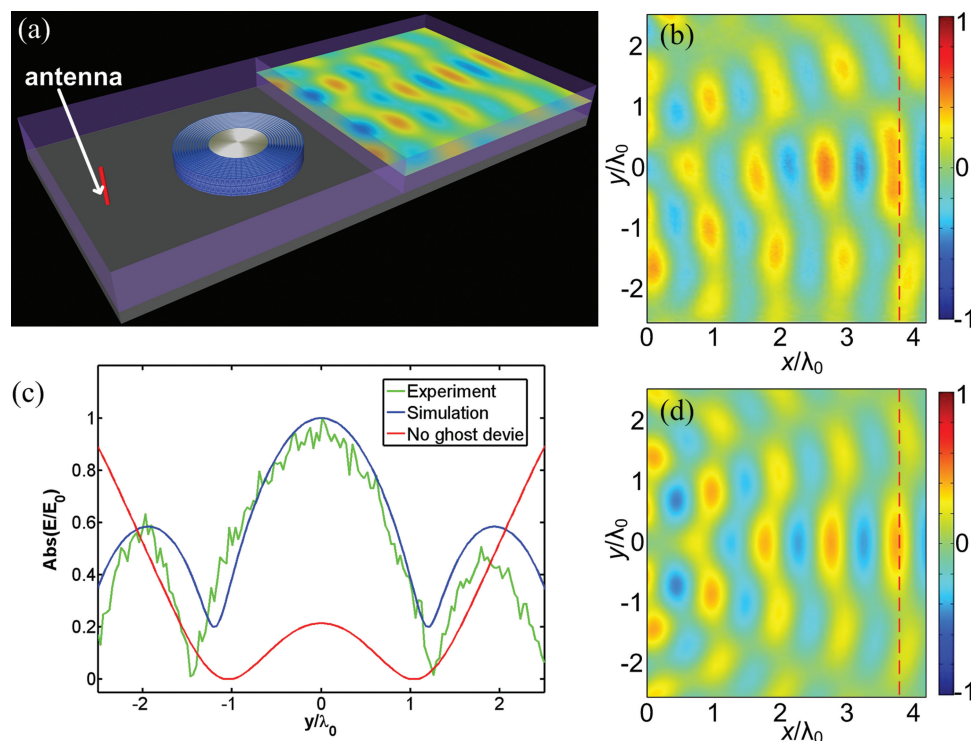 (a)
antenna
(b)
2
1
0
-1
-2
y/λ0
0
1
2
3
4
x/λ0
1
0
-1
(c)
Experiment
Simulation
No ghost devie
1
0.8
0.6
0.4
0.2
0
Abs(E/E0)
-2
-1
0
1
2
y/λ0
(d)
2
1
0
-1
-2
y/λ0
0
1
2
3
4
x/λ0
1
0
-1